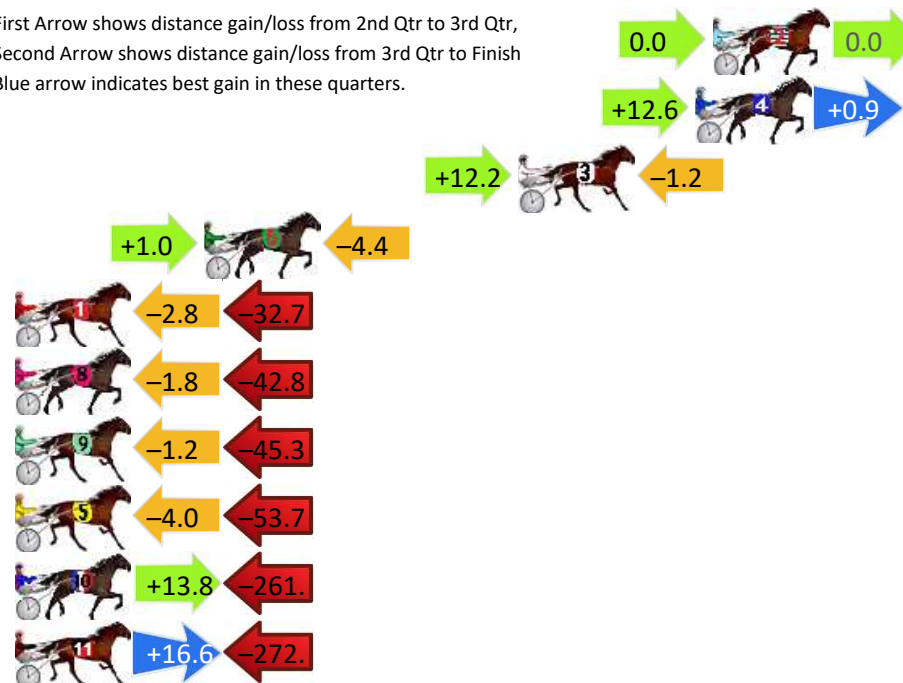 First Arrow shows distance gain/loss from 2nd Qtr to 3rd Qtr,
Second Arrow shows distance gain/loss from 3rd Qtr to Finish
Blue arrow indicates best gain in these quarters.
0.0 2 0.0
+12.6 4 +0.9
+12.2 3 –1.2
+1.0 –4.4
1 –2.8 –32.7
8 –1.8 –42.8
9 –1.2 –45.3
5 –4.0 –53.7
10 +13.8 –261.
11 +16.6 –272.